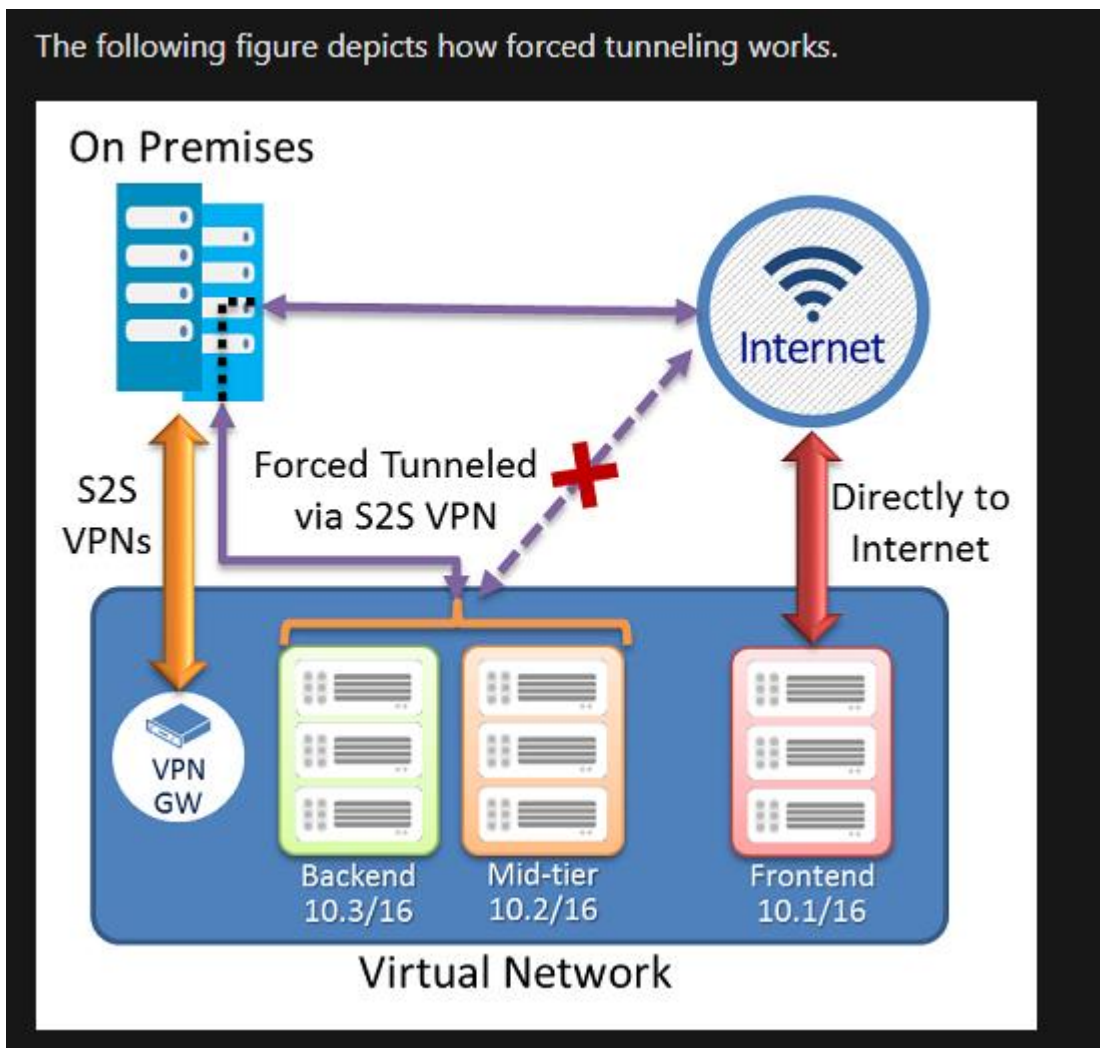 The following figure depicts how forced tunneling works.
On Premises
Internet
S2S
VPNs
Forced Tunneled
via S2S VPN
Directly to
Internet
VPN
GW
Backend
10.3/16
Mid-tier
10.2/16
Frontend
10.1/16
Virtual Network